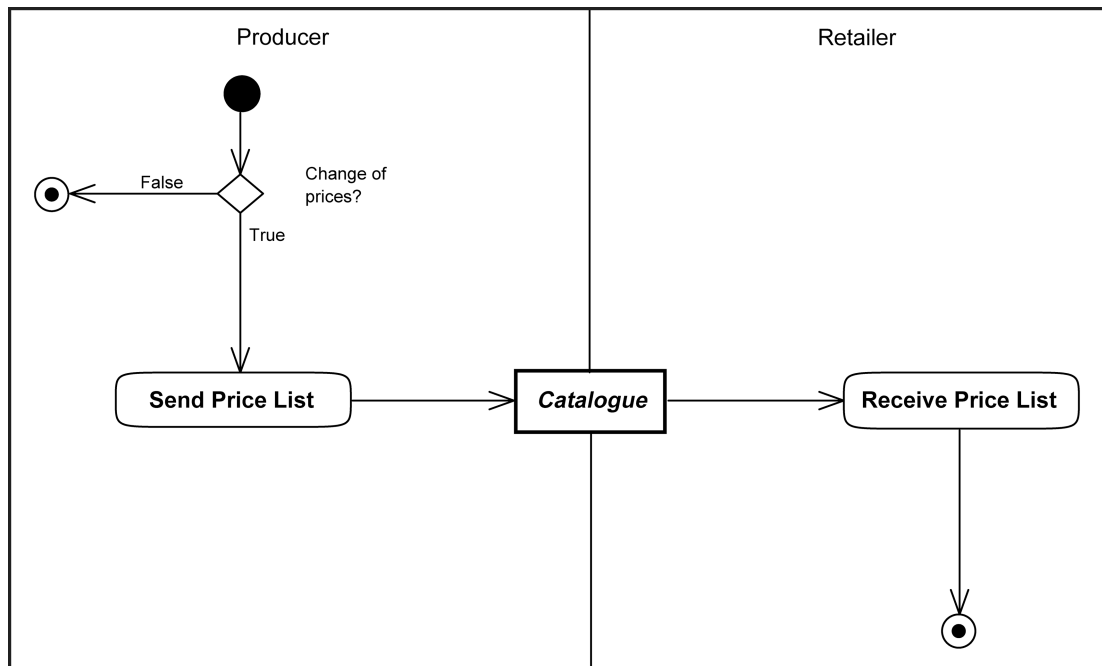 Producer
Retailer
False
Change of
prices?
True
Send Price List
Catalogue
Receive Price List